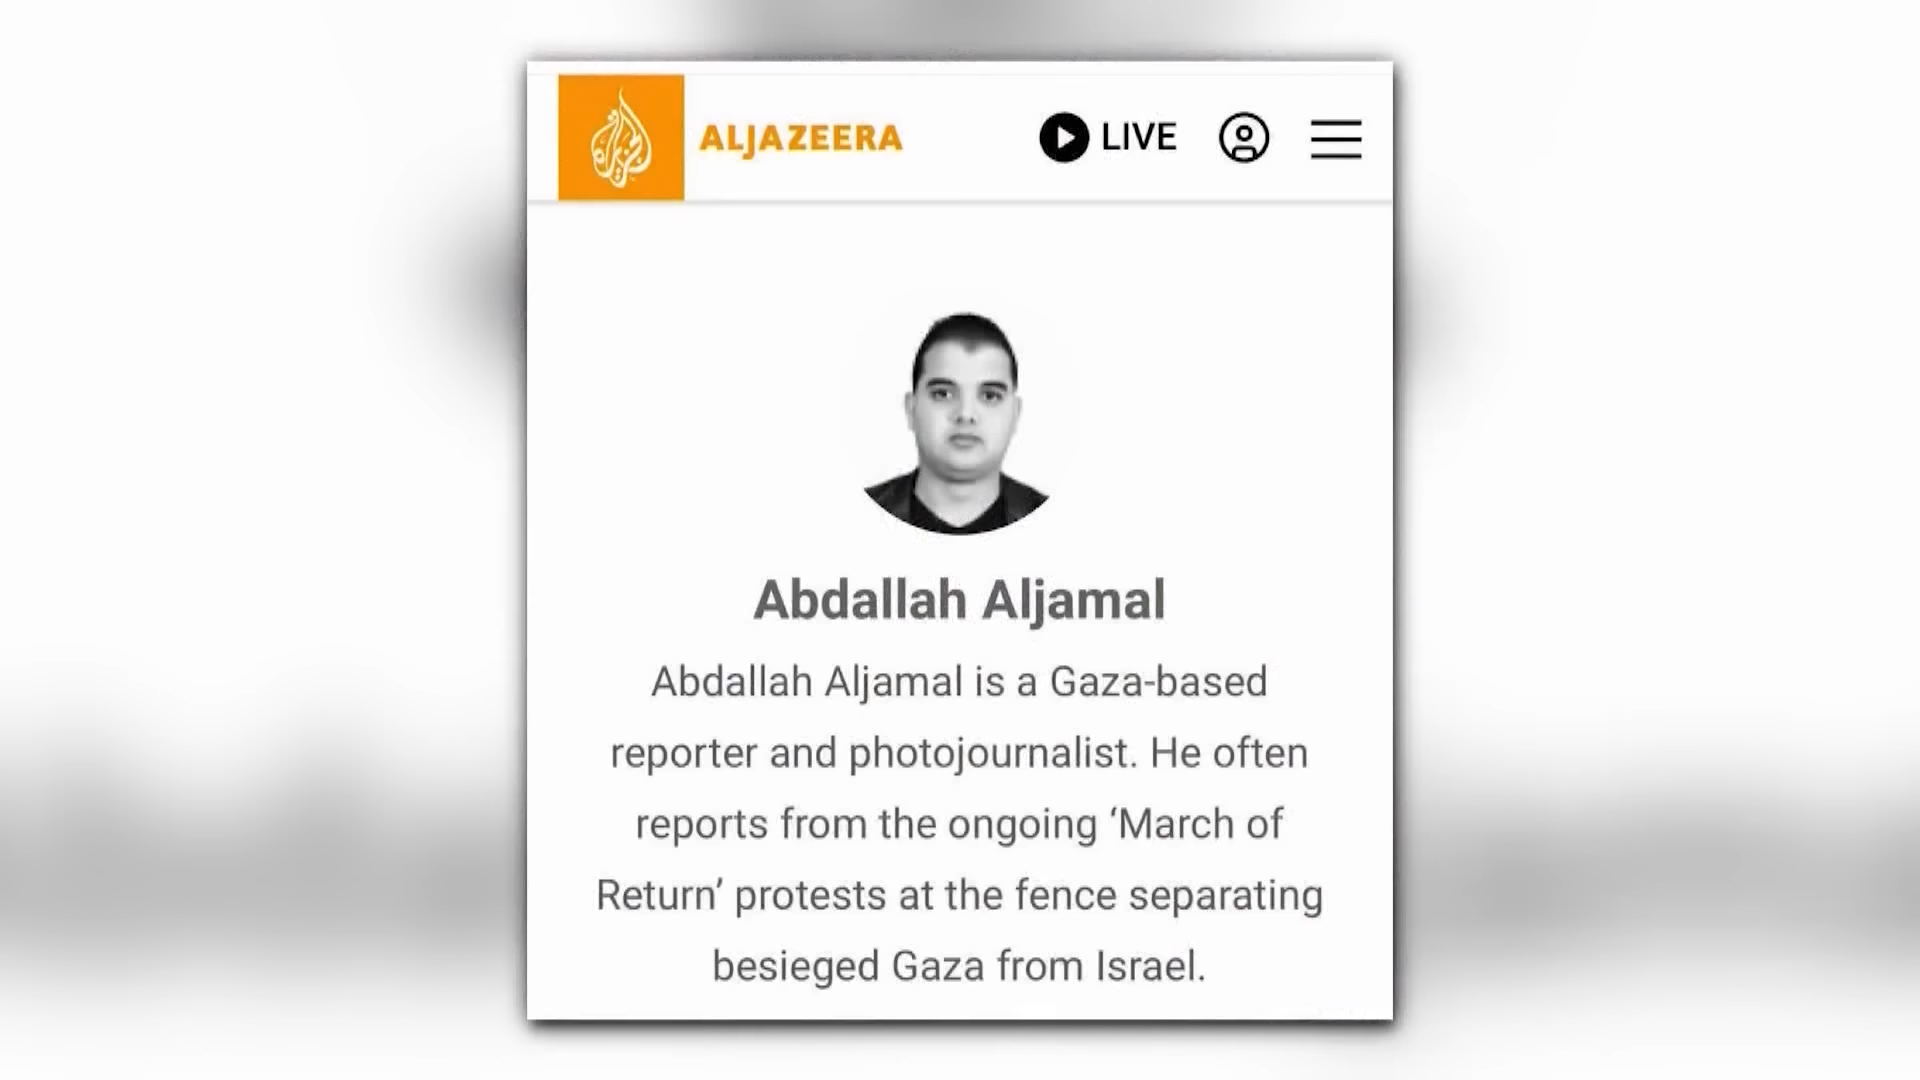 الجزيرة
ALJAZEERA
LIVE
Abdallah Aljamal
Abdallah Aljamal is a Gaza-based
reporter and photojournalist. He often
reports from the ongoing ‘March of
Return’ protests at the fence separating
besieged Gaza from Israel.